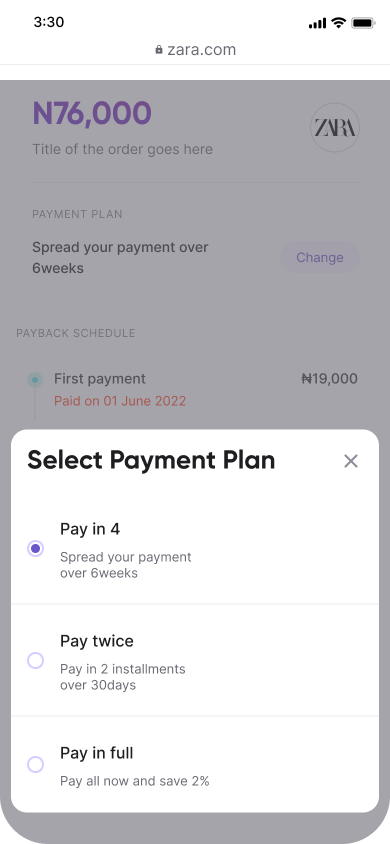 3:30
zara.com
N76,000
ZARA
Title of the order goes here
PAYMENT PLAN
Spread your payment over
6weeks
Change
PAYBACK SCHEDULE
First payment
₦19,000
Paid on 01 June 2022
Select Payment Plan
Pay in 4
Spread your payment
over 6weeks
Pay twice
Pay in 2 installments
over 30days
Pay in full
Pay all now and save 2%